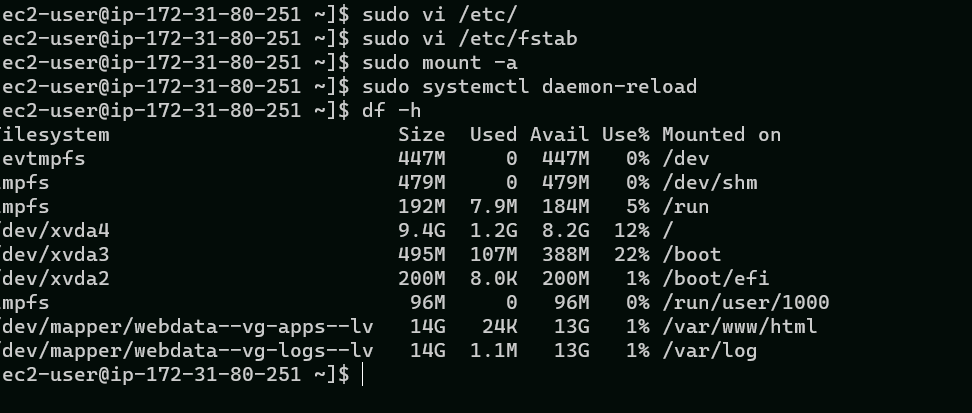 ec2-user@ip-172-31-80-251 ~]$ sudo vi /etc/
ec2-user@ip-172-31-80-251 ~]$ sudo vi /etc/fstab
ec2-user@ip-172-31-80-251 ~]$ sudo mount -a
ec2-user@ip-172-31-80-251 ~]$ sudo systemctl daemon-reload
ec2-user@ip-172-31-80-251 ~]$ df -h
ilesystem Size Used Avail Use% Mounted on
evtmpfs 447M 0 447M 0% /dev
mpfs 479M 0 479M 0% /dev/shm
mpfs 192M 7.9M 184M 5% /run
dev/xvda4 9.4G 1.2G 8.2G 12% /
dev/xvda3 495M 107M 388M 22% /boot
dev/xvda2 200M 8.0K 200M 1% /boot/efi
mpfs 96M 0 96M 0% /run/user/1000
/dev/mapper/webdata--vg-apps--lv 14G 24K 13G 1% /var/www/html
/dev/mapper/webdata--vg-logs--lv 14G 1.1M 13G 1% /var/log
ec2-user@ip-172-31-80-251 ~]$